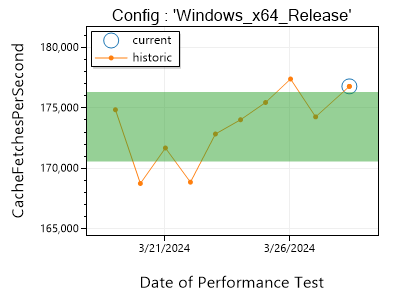 Config : 'Windows_x64_Release'
CacheFetchesPerSecond
180,000
175,000
170,000
165,000
current
historic
3/21/2024
3/26/2024
Date of Performance Test